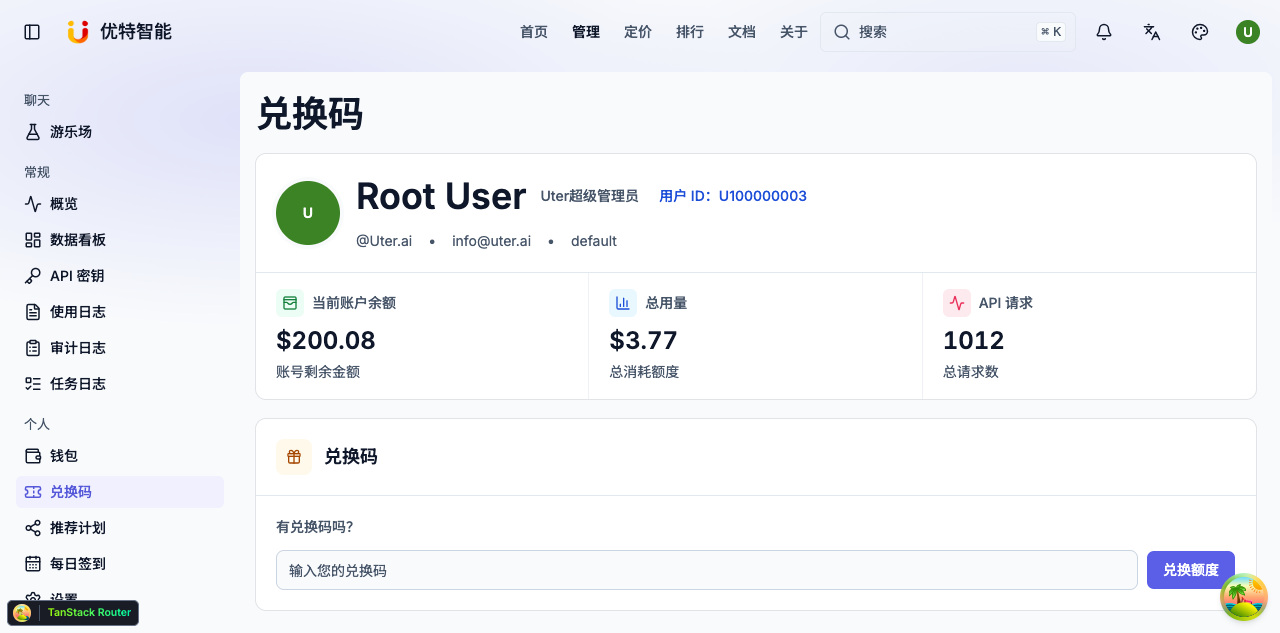 优特智能
首页 管理 定价 排行 文档 关于
搜索 ⌘ K
U
聊天
游乐场
常规
概览
数据看板
API 密钥
使用日志
审计日志
任务日志
个人
钱包
兑换码
推荐计划
每日签到
设置
TanStack Router
兑换码
U
Root User Uter超级管理员 用户 ID: U100000003
@Uter.ai • info@uter.ai • default
当前账户余额
$200.08
账号剩余金额
总用量
$3.77
总消耗额度
API 请求
1012
总请求数
兑换码
有兑换码吗?
输入您的兑换码
兑换额度